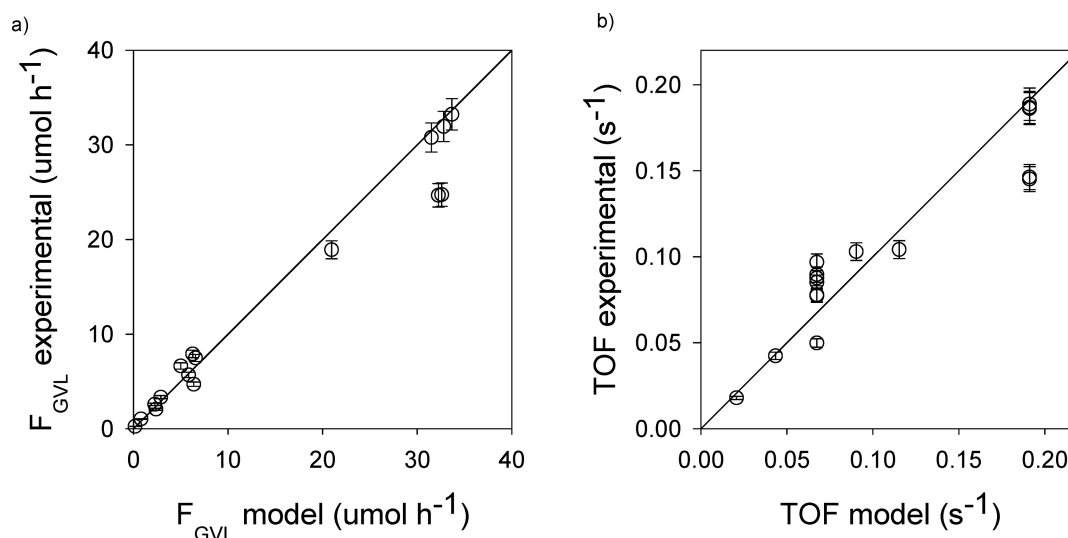 a)
F_GVL experimental (umol h⁻¹)
40
30
20
10
0
0 10 20 30 40
F_GVL model (umol h⁻¹)
b)
TOF experimental (s⁻¹)
0.20
0.15
0.10
0.05
0.00
0.00 0.05 0.10 0.15 0.20
TOF model (s⁻¹)